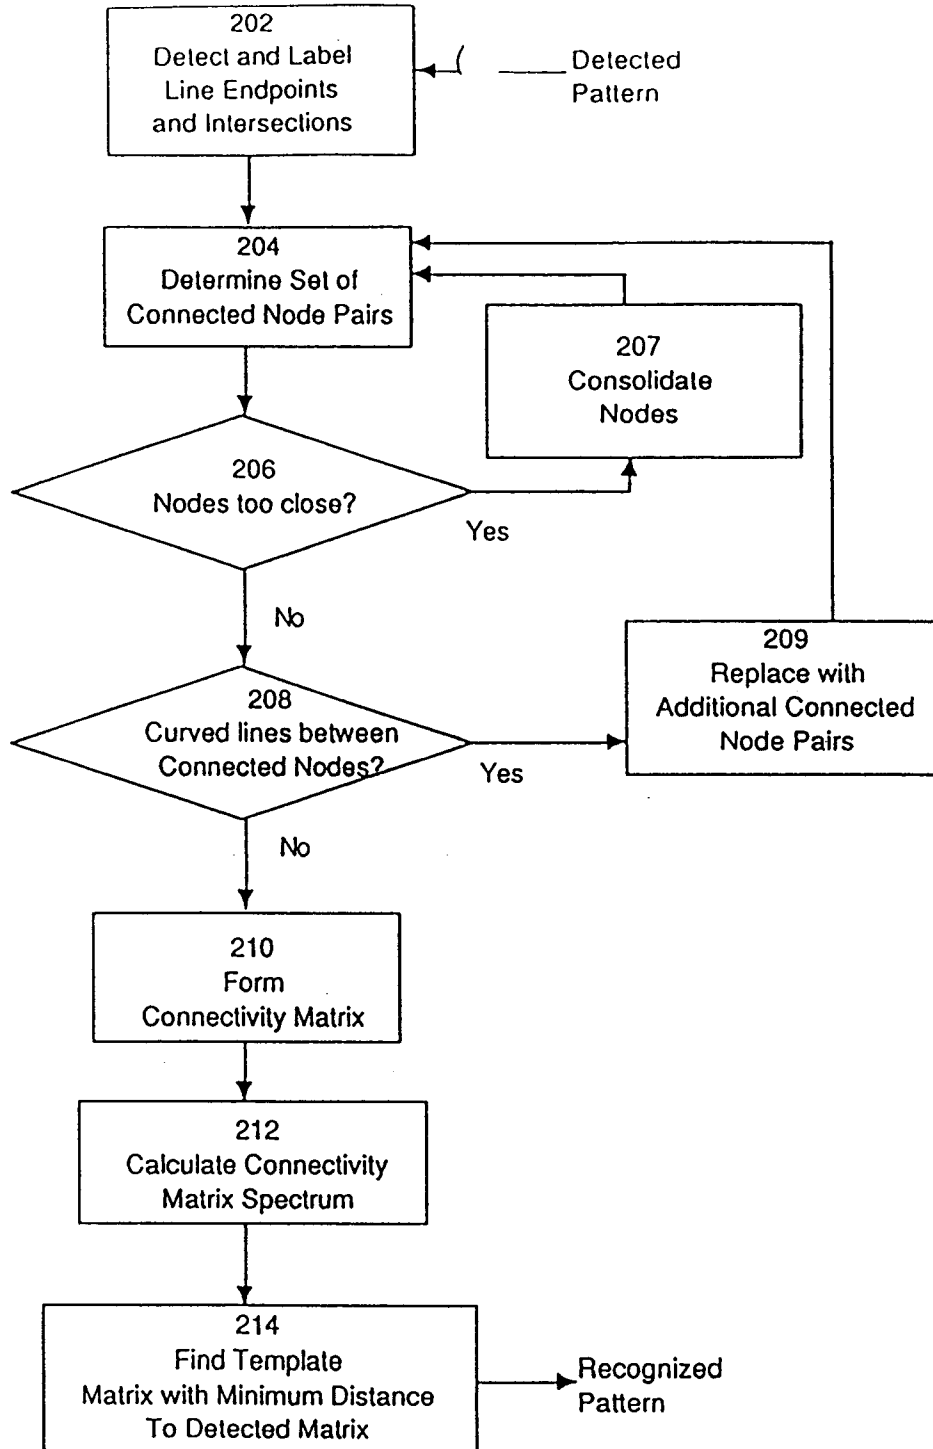 202
Detect and Label
Line Endpoints
and Intersections
Detected
Pattern
204
Determine Set of
Connected Node Pairs
207
Consolidate
Nodes
206
Nodes too close?
Yes
No
209
Replace with
Additional Connected
Node Pairs
208
Curved lines between
Connected Nodes?
Yes
No
210
Form
Connectivity Matrix
212
Calculate Connectivity
Matrix Spectrum
214
Find Template
Matrix with Minimum Distance
To Detected Matrix
Recognized
Pattern